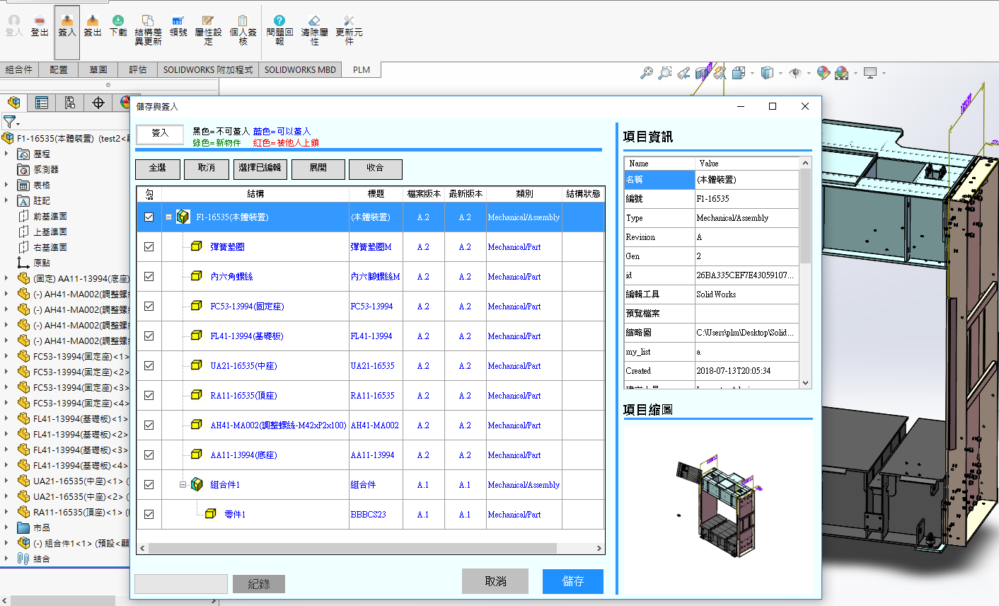 登入
登出
簽入
簽出
下載
結構差
異更新
領號
屬性設
定
個人簽
核
問題回
報
清除屬
性
更新元
件
組合件
配置
草圖
評估
SOLIDWORKS 附加程式
SOLIDWORKS MBD
PLM
F1-16535(本體裝置) (test2<
歷程
感測器
表格
註記
前基準面
上基準面
右基準面
原點
(固定) AA11-13994(底座)
(-) AH41-MA002(調整螺
(-) AH41-MA002(調整螺
(-) AH41-MA002(調整螺
(-) AH41-MA002(調整螺
FC53-13994(固定座)<1>
FC53-13994(固定座)<2>
FC53-13994(固定座)<3>
FC53-13994(固定座)<4>
FL41-13994(基礎板)<1>
FL41-13994(基礎板)<2>
FL41-13994(基礎板)<3>
FL41-13994(基礎板)<4>
UA21-16535(中座)<1> (
UA21-16535(中座)<2> (
RA11-16535(頂座)<1> (
市品
(-) 組合件1<1> (預設<顯
結合
儲存與簽入
簽入
黑色=不可簽入 藍色=可以簽入
綠色=新物件 紅色=被他人上鎖
全選
取消
選擇已編輯
展開
收合
結構 標題 檔案版本 最新版本 類別 結構狀態
F1-16535(本體裝置) (本體裝置) A.2 A.2 Mechanical/Assembly
彈簧墊圈 彈簧墊圈M A.2 A.2 Mechanical/Part
內六角螺絲 內六腳螺絲M A.2 A.2 Mechanical/Part
FC53-13994(固定座) FC53-13994 A.2 A.2 Mechanical/Part
FL41-13994(基礎板) FL41-13994 A.2 A.2 Mechanical/Part
UA21-16535(中座) UA21-16535 A.2 A.2 Mechanical/Part
RA11-16535(頂座) RA11-16535 A.2 A.2 Mechanical/Part
AH41-MA002(調整螺絲-M42xP2x100) AH41-MA002 A.2 A.2 Mechanical/Part
AA11-13994(底座) AA11-13994 A.2 A.2 Mechanical/Part
組合件1 組合件 A.1 A.1 Mechanical/Assembly
零件1 BBBCS23 A.1 A.1 Mechanical/Part
紀錄
取消
儲存
項目資訊
Name Value
名稱 (本體裝置)
編號 F1-16535
Type Mechanical/Assembly
Revision A
Gen 2
id 26BA335CEF7E43059107...
編輯工具 SolidWorks
預覽檔案
縮略圖 C:\Users\plm\Desktop\Solid...
my_list a
Created 2018-07-13T20:05:34
項目縮圖